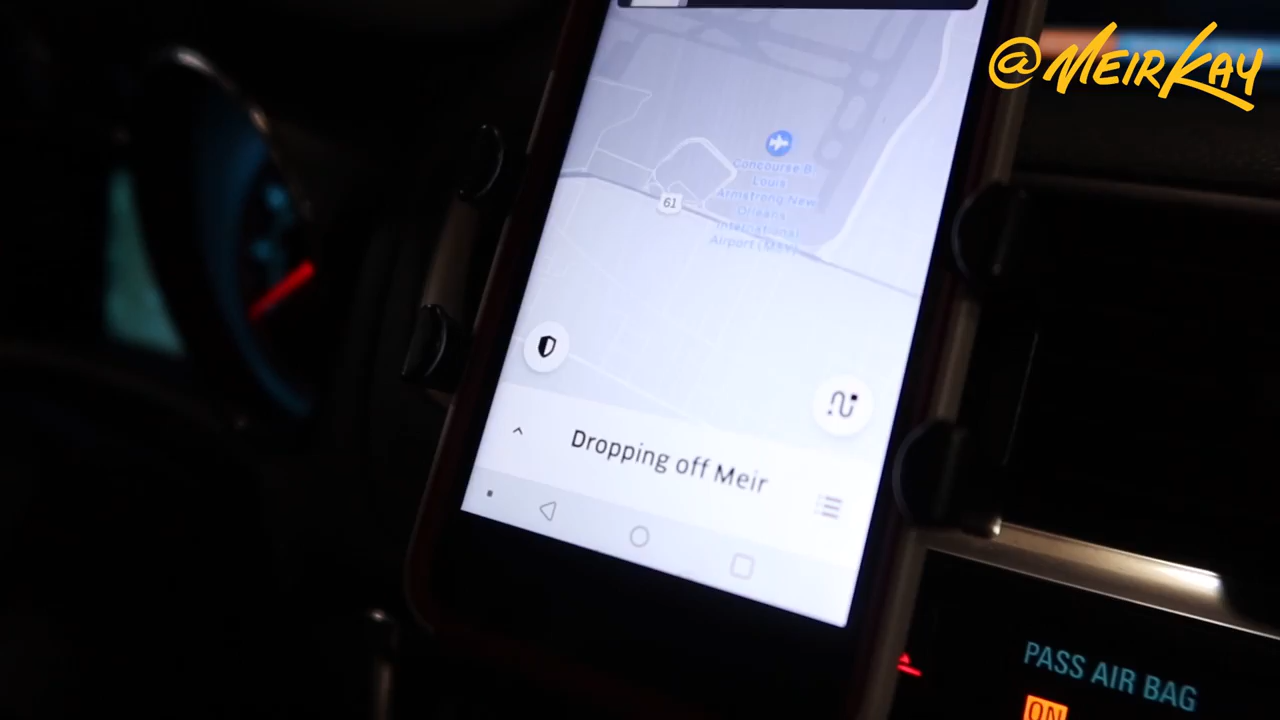 @MEIRKAY
Concourse B
Louis
Armstrong New
Orleans
International
Airport (MSY)
61
Dropping off Meir
PASS AIR BAG
ON